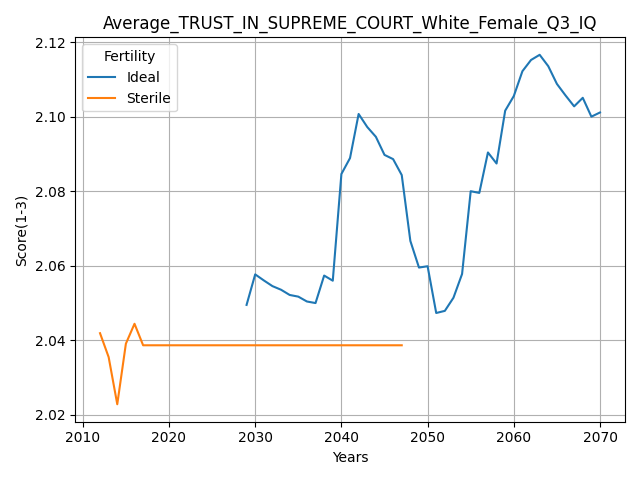 Average_TRUST_IN_SUPREME_COURT_White_Female_Q3_IQ
Fertility
Ideal
Sterile
Score(1-3)
2.12
2.10
2.08
2.06
2.04
2.02
2010 2020 2030 2040 2050 2060 2070
Years